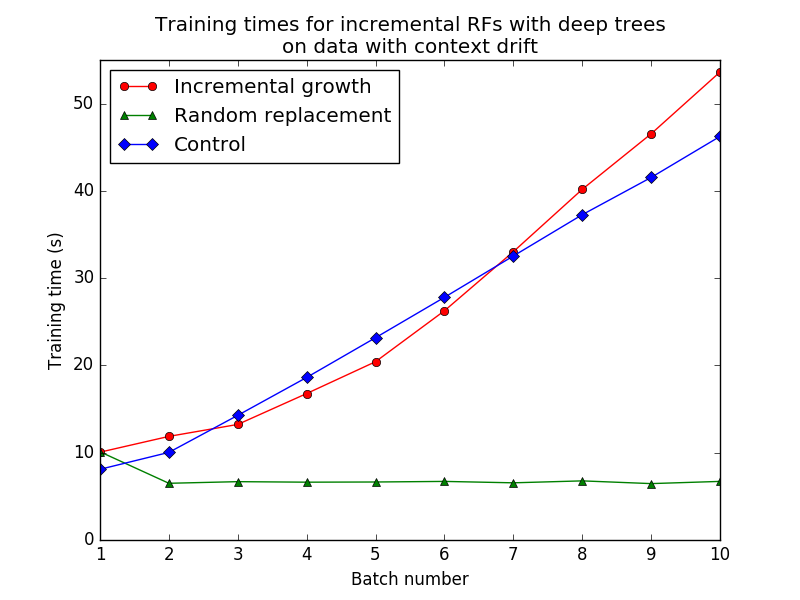 Training times for incremental RFs with deep trees
on data with context drift
Incremental growth
Random replacement
Control
Training time (s)
50
40
30
20
10
0
1 2 3 4 5 6 7 8 9 10
Batch number